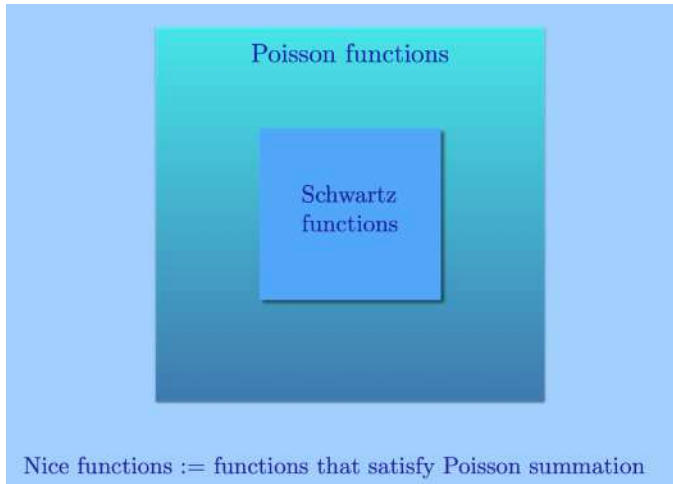 Poisson functions
Schwartz
functions
Nice functions := functions that satisfy Poisson summation